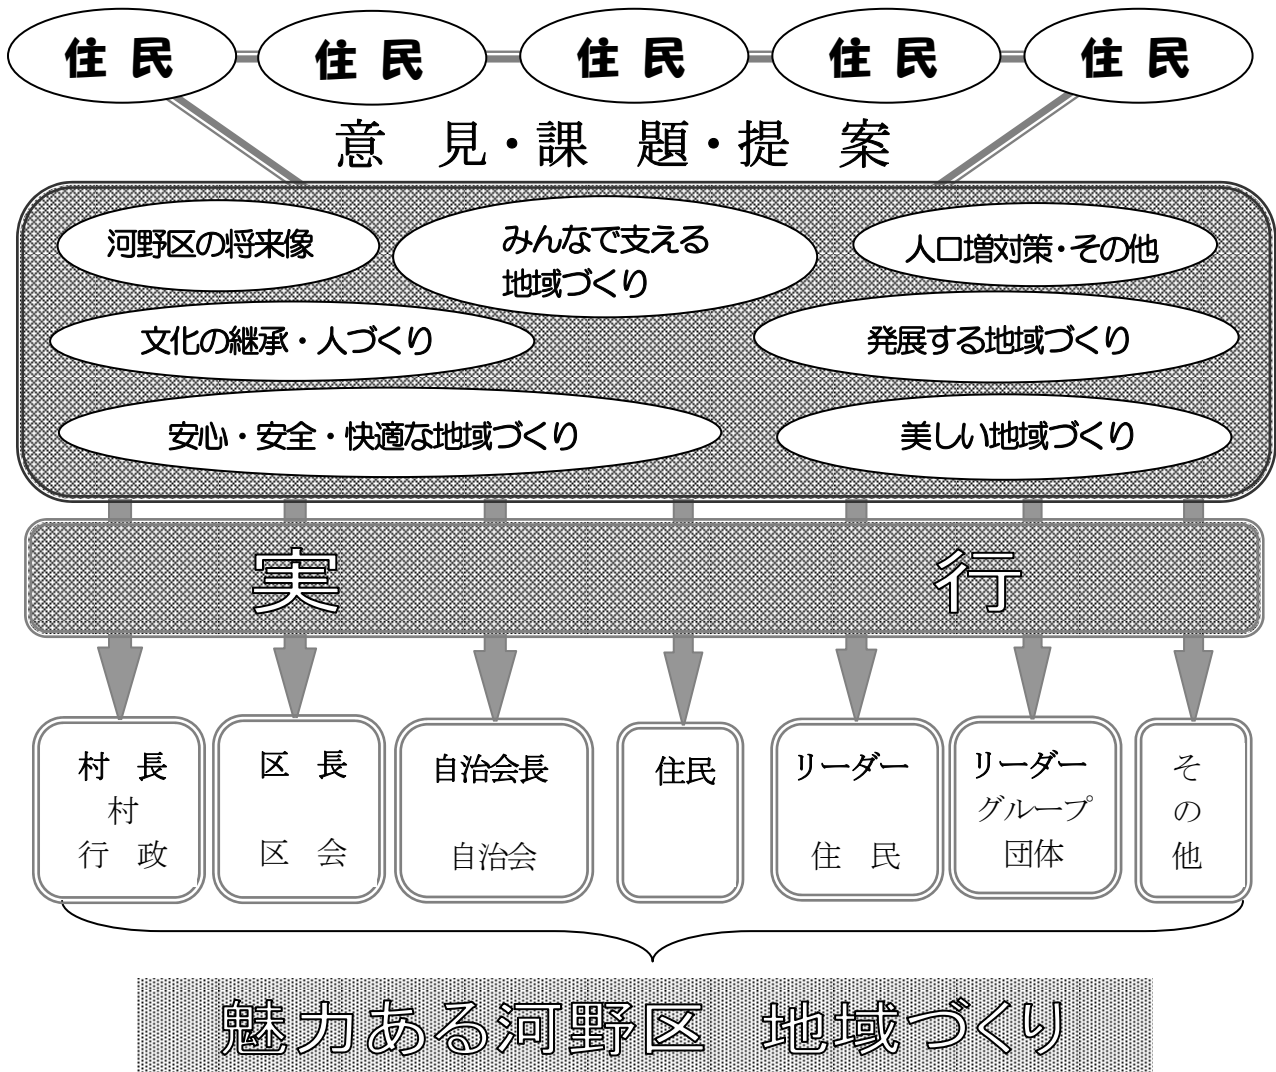 住 民
住 民
住 民
住 民
住 民
意　見・課　題・提　案
河野区の将来像
みんなで支える
地域づくり
人口増対策・その他
文化の継承・人づくり
発展する地域づくり
安心・安全・快適な地域づくり
美しい地域づくり
実　行
村　長
村
行　政
区　長
区　会
自治会長
自治会
住民
リーダー
住　民
リーダー
グループ
団体
そ
の
他
魅力ある河野区　地域づくり